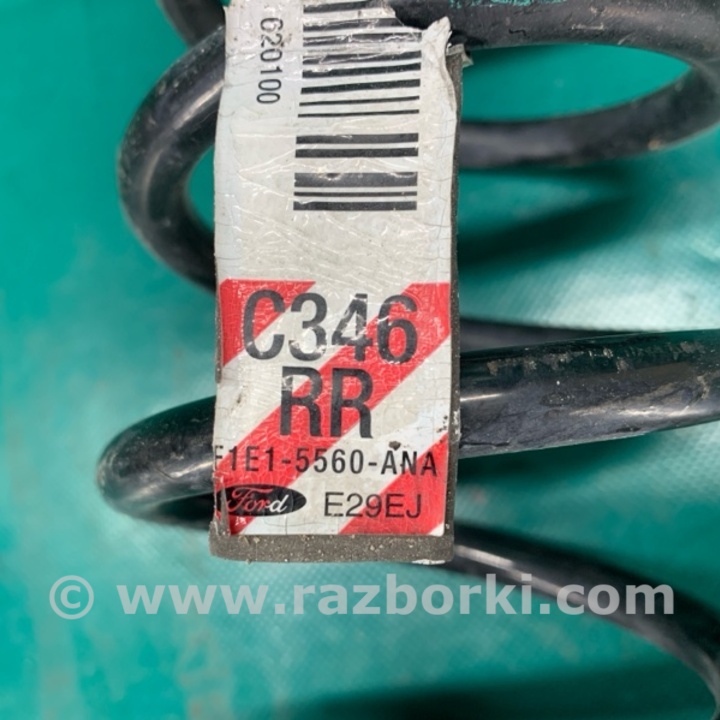 620100
C346
RR
F1E1-5560-ANA
Ford E29EJ
© www.razborki.com